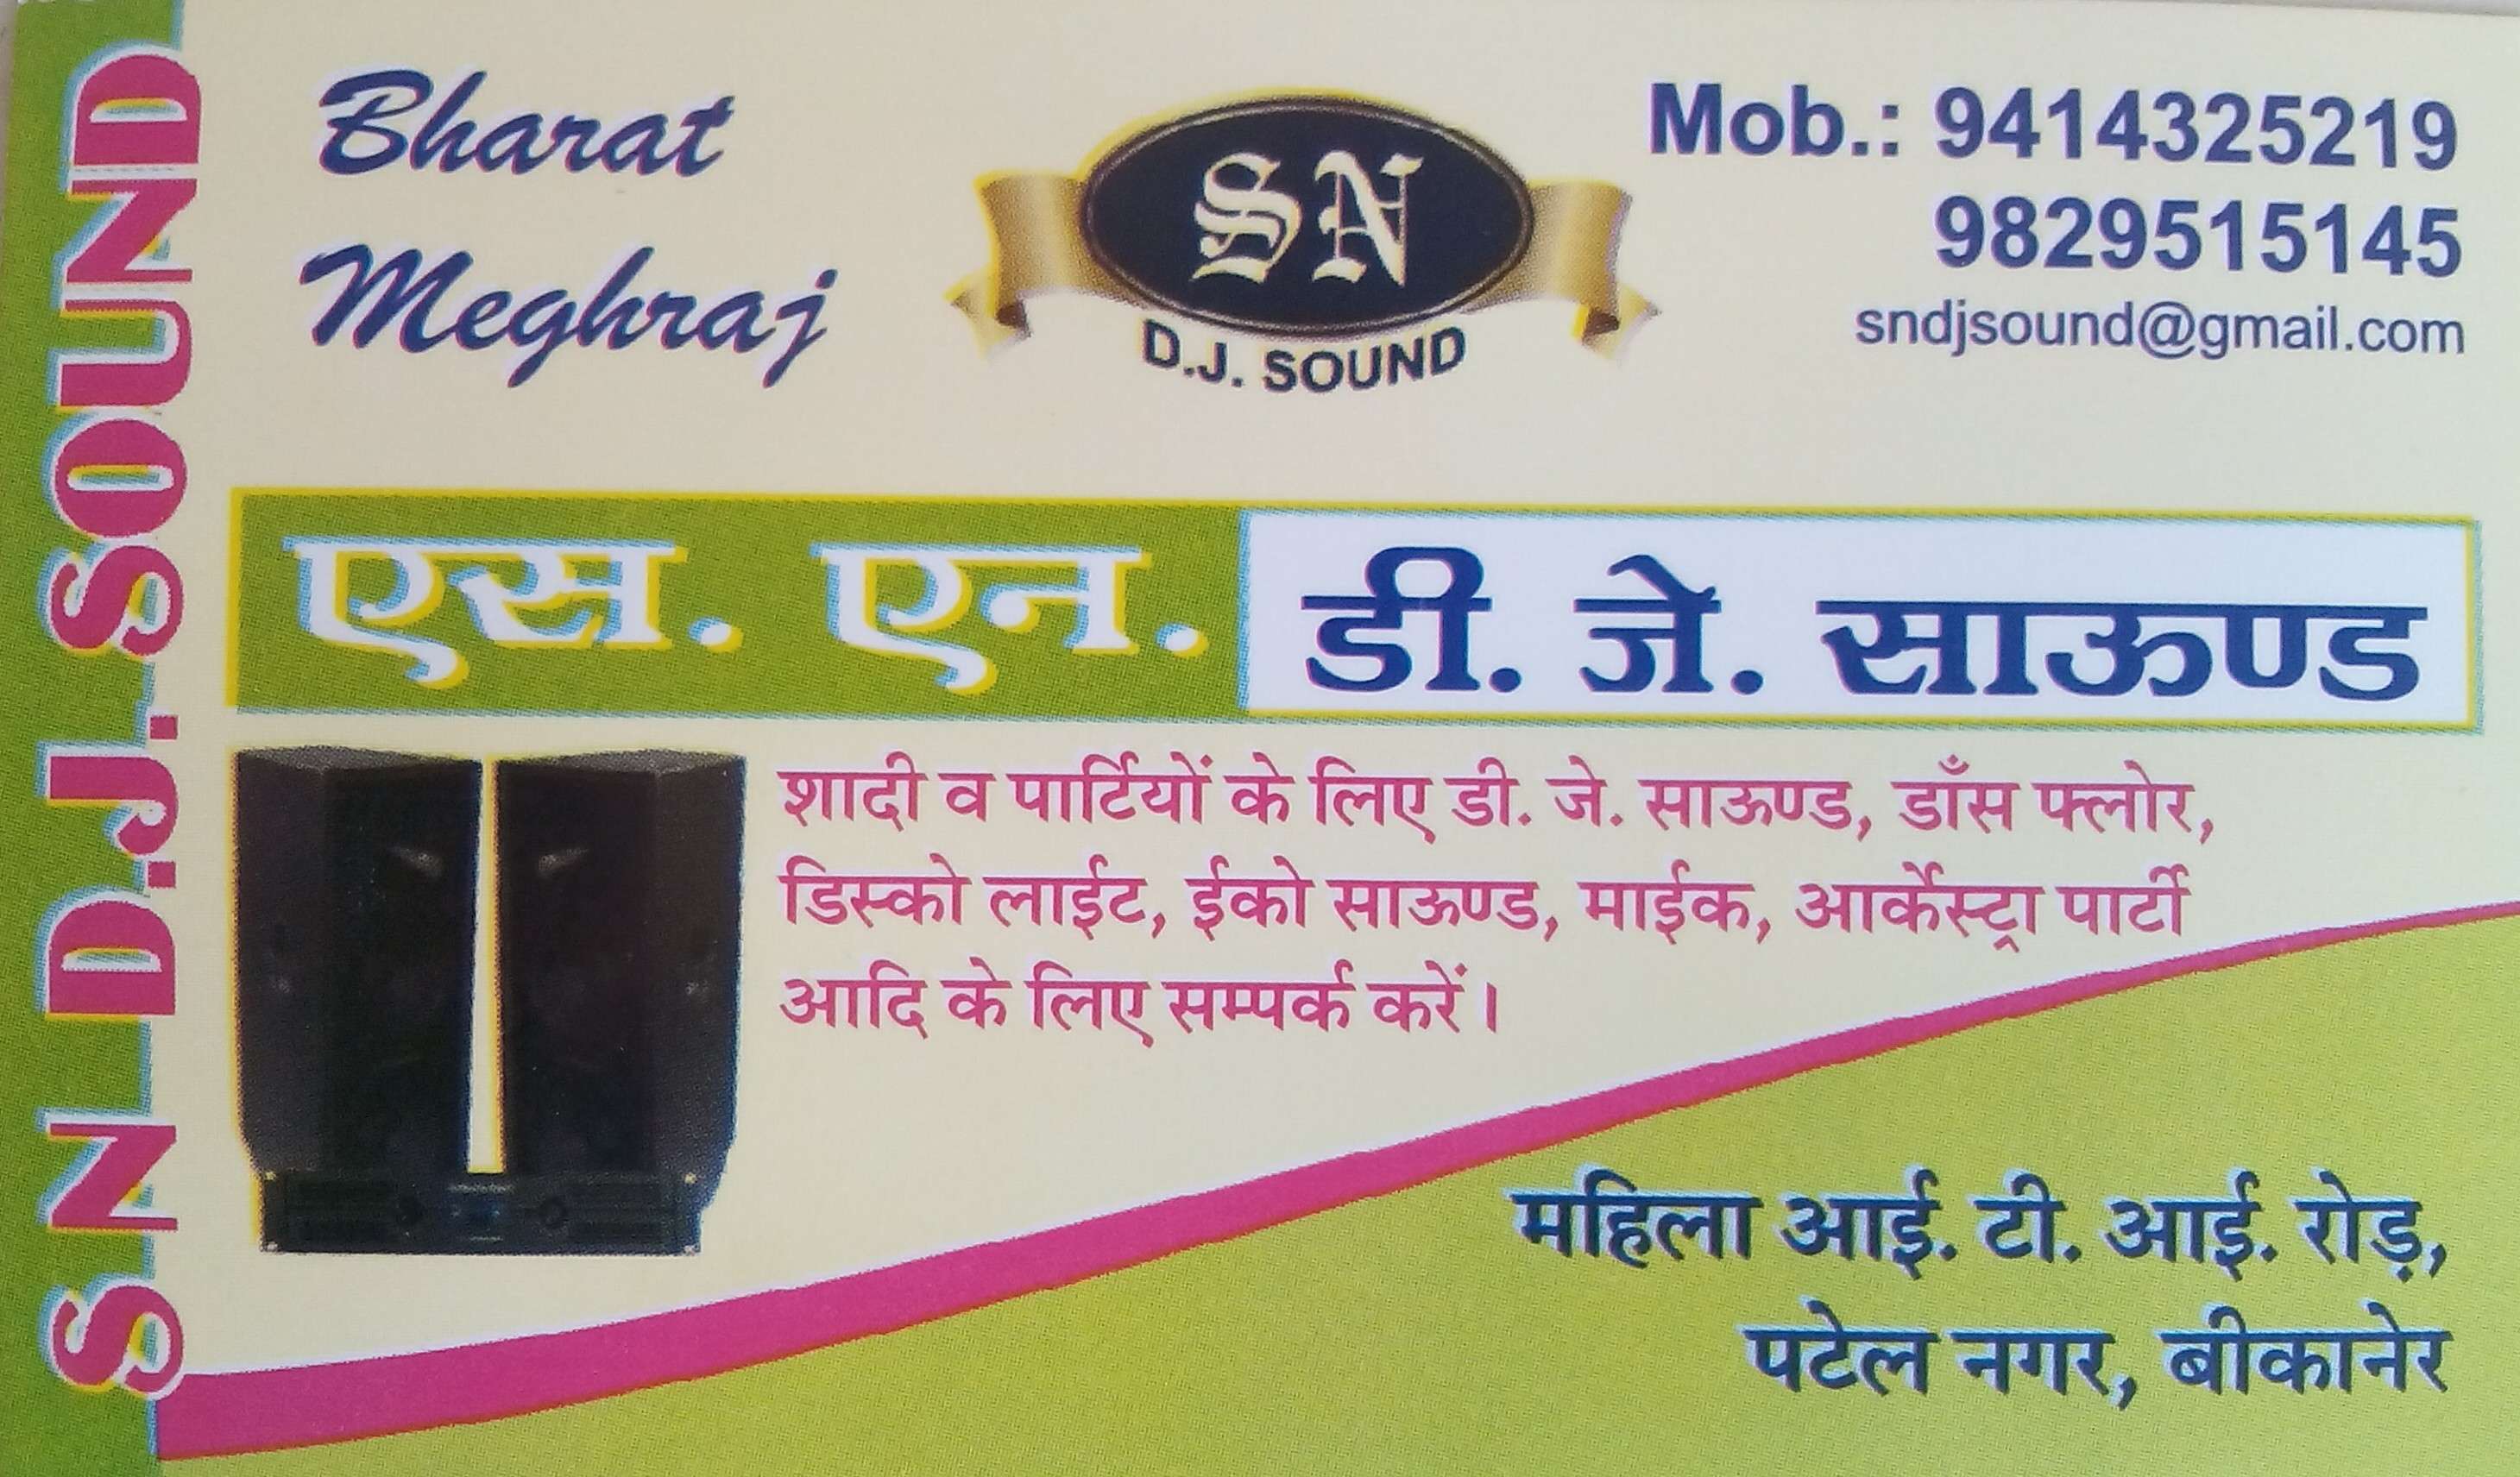 S N D.J. SOUND
Bharat
Meghraj
SN
D.J. SOUND
Mob.: 9414325219
9829515145
sndjsound@gmail.com
एस. एन. डी. जे. साऊण्ड
शादी व पार्टियों के लिए डी. जे. साऊण्ड, डाँस फ्लोर,
डिस्को लाईट, ईको साऊण्ड, माईक, आर्केस्ट्रा पार्टी
आदि के लिए सम्पर्क करें।
महिला आई. टी. आई. रोड़,
पटेल नगर, बीकानेर